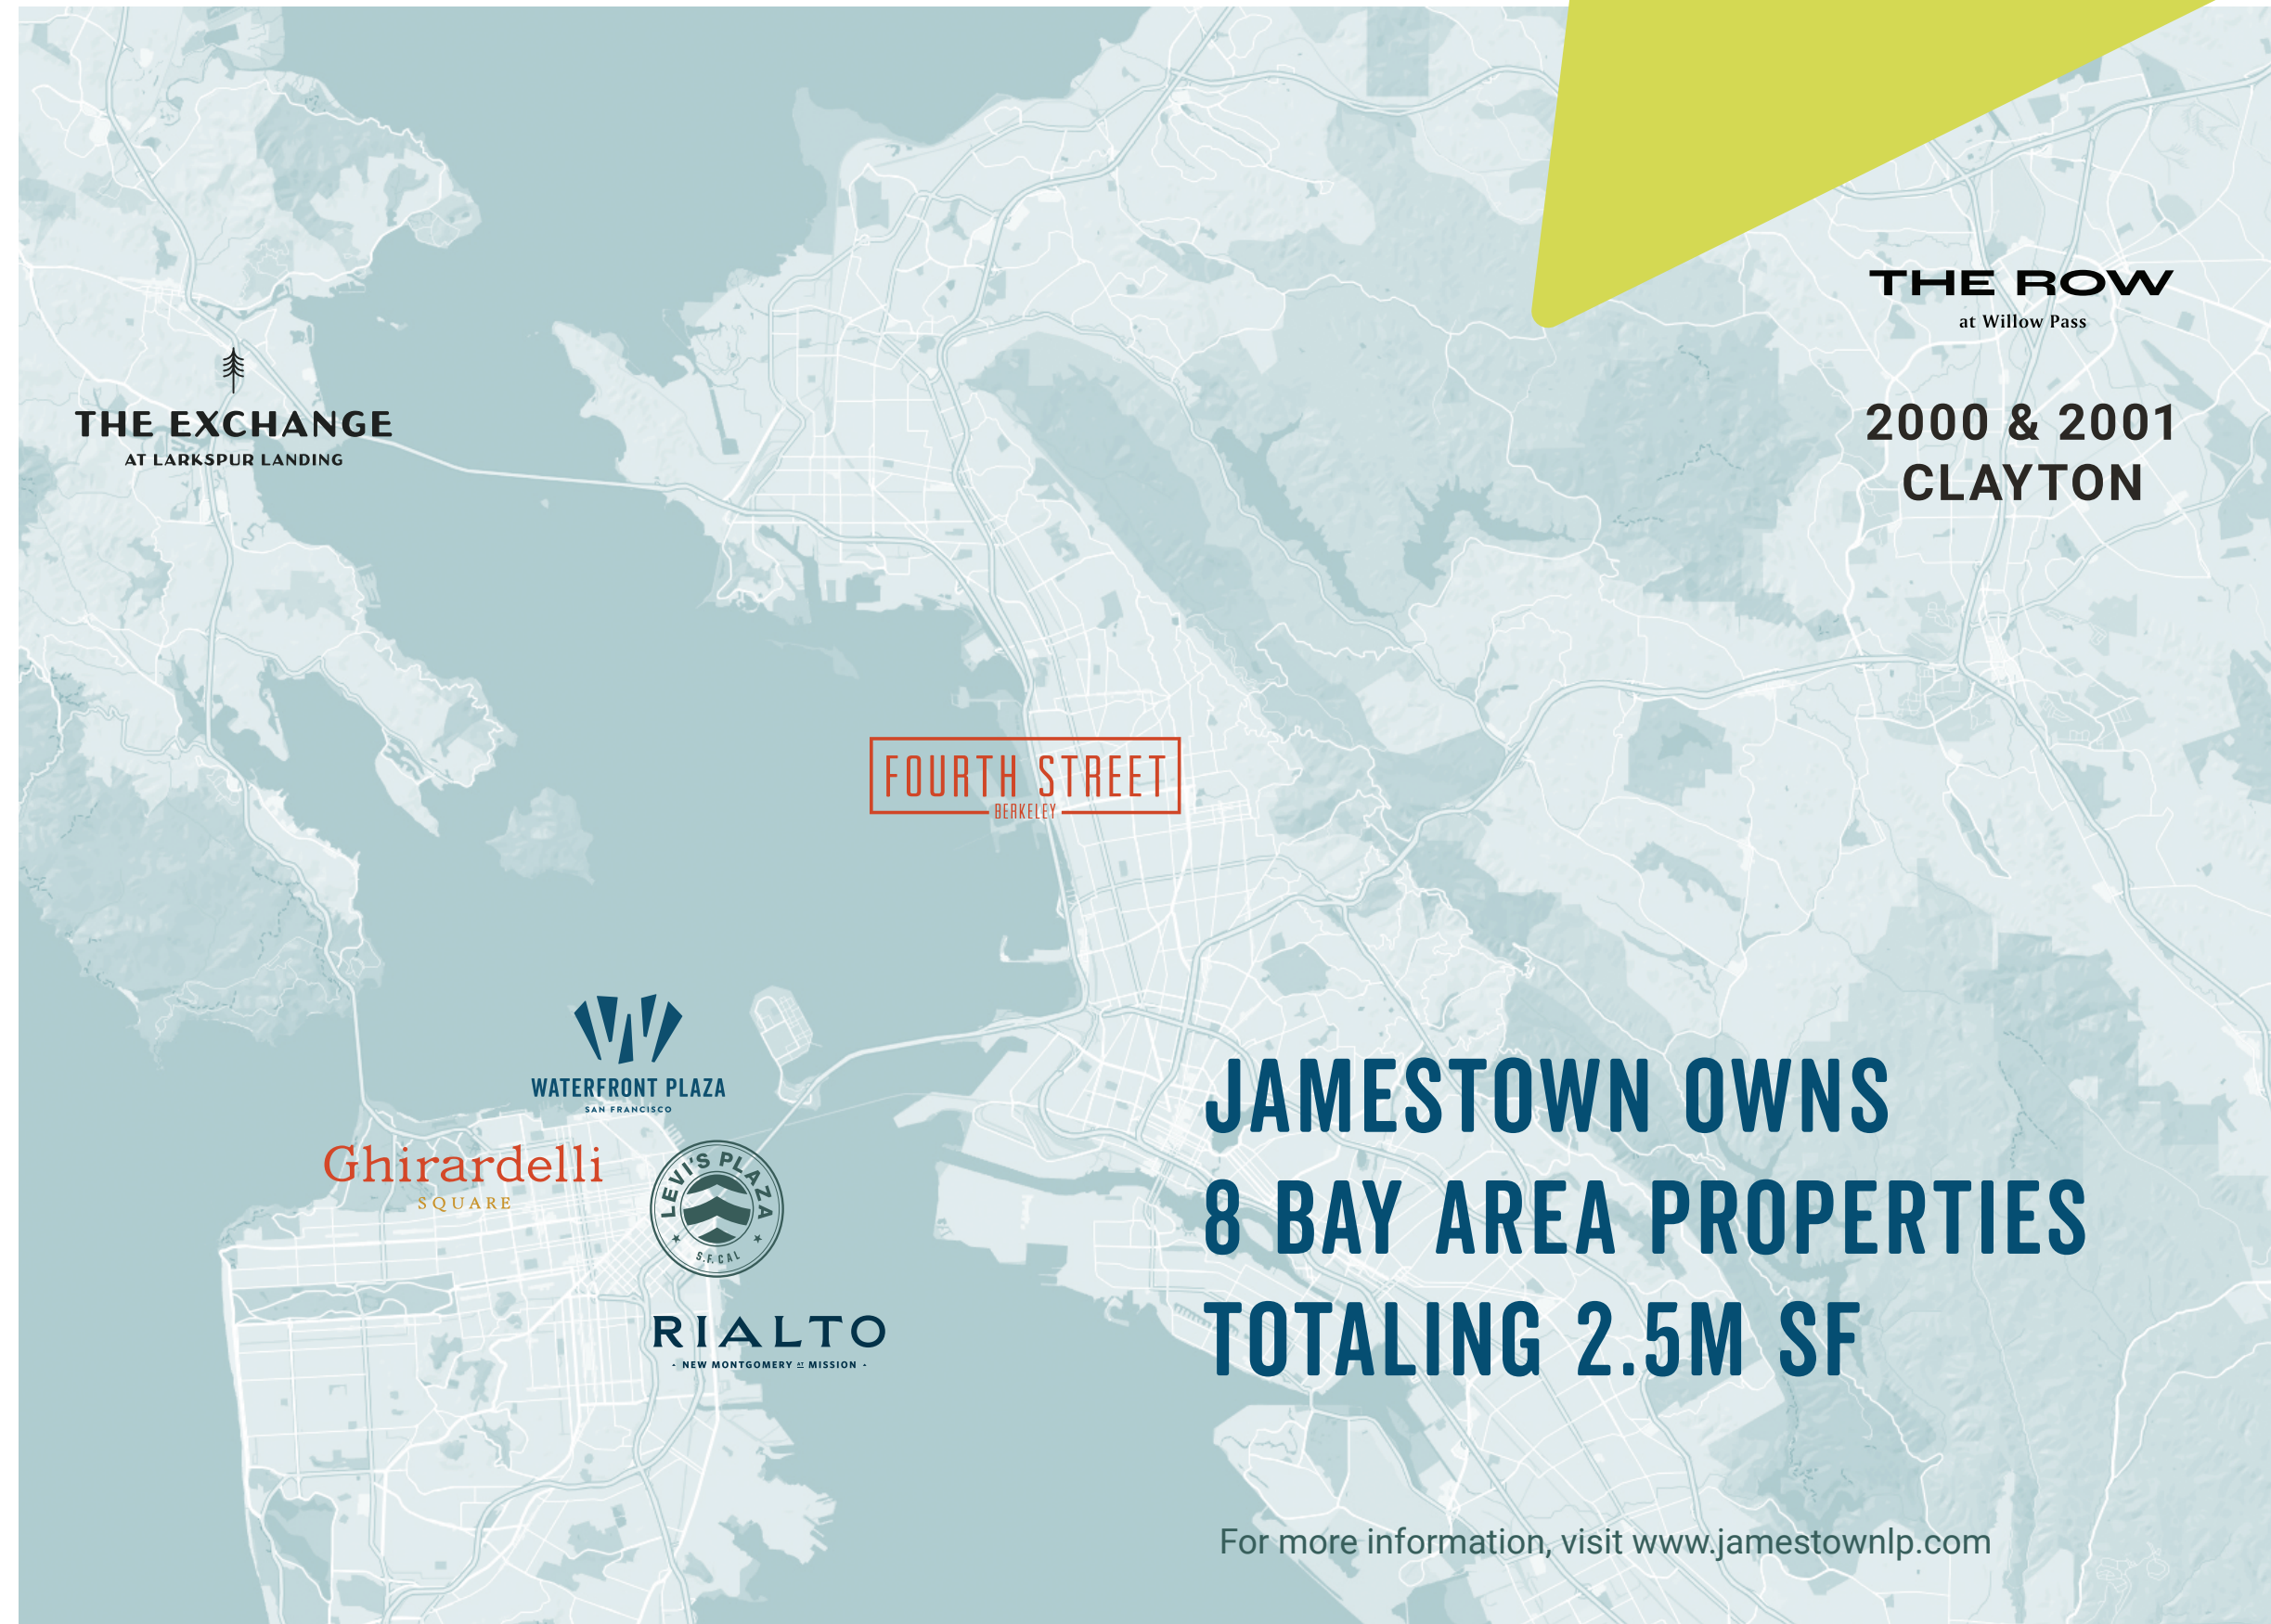 THE ROW
at Willow Pass
2000 & 2001
CLAYTON
THE EXCHANGE
AT LARKSPUR LANDING
FOURTH STREET
BERKELEY
WATERFRONT PLAZA
SAN FRANCISCO
Ghirardelli
SQUARE
LEVI'S PLAZA
S.F. CAL
RIALTO
- NEW MONTGOMERY AT MISSION -
JAMESTOWN OWNS
8 BAY AREA PROPERTIES
TOTALING 2.5M SF
For more information, visit www.jamestownlp.com